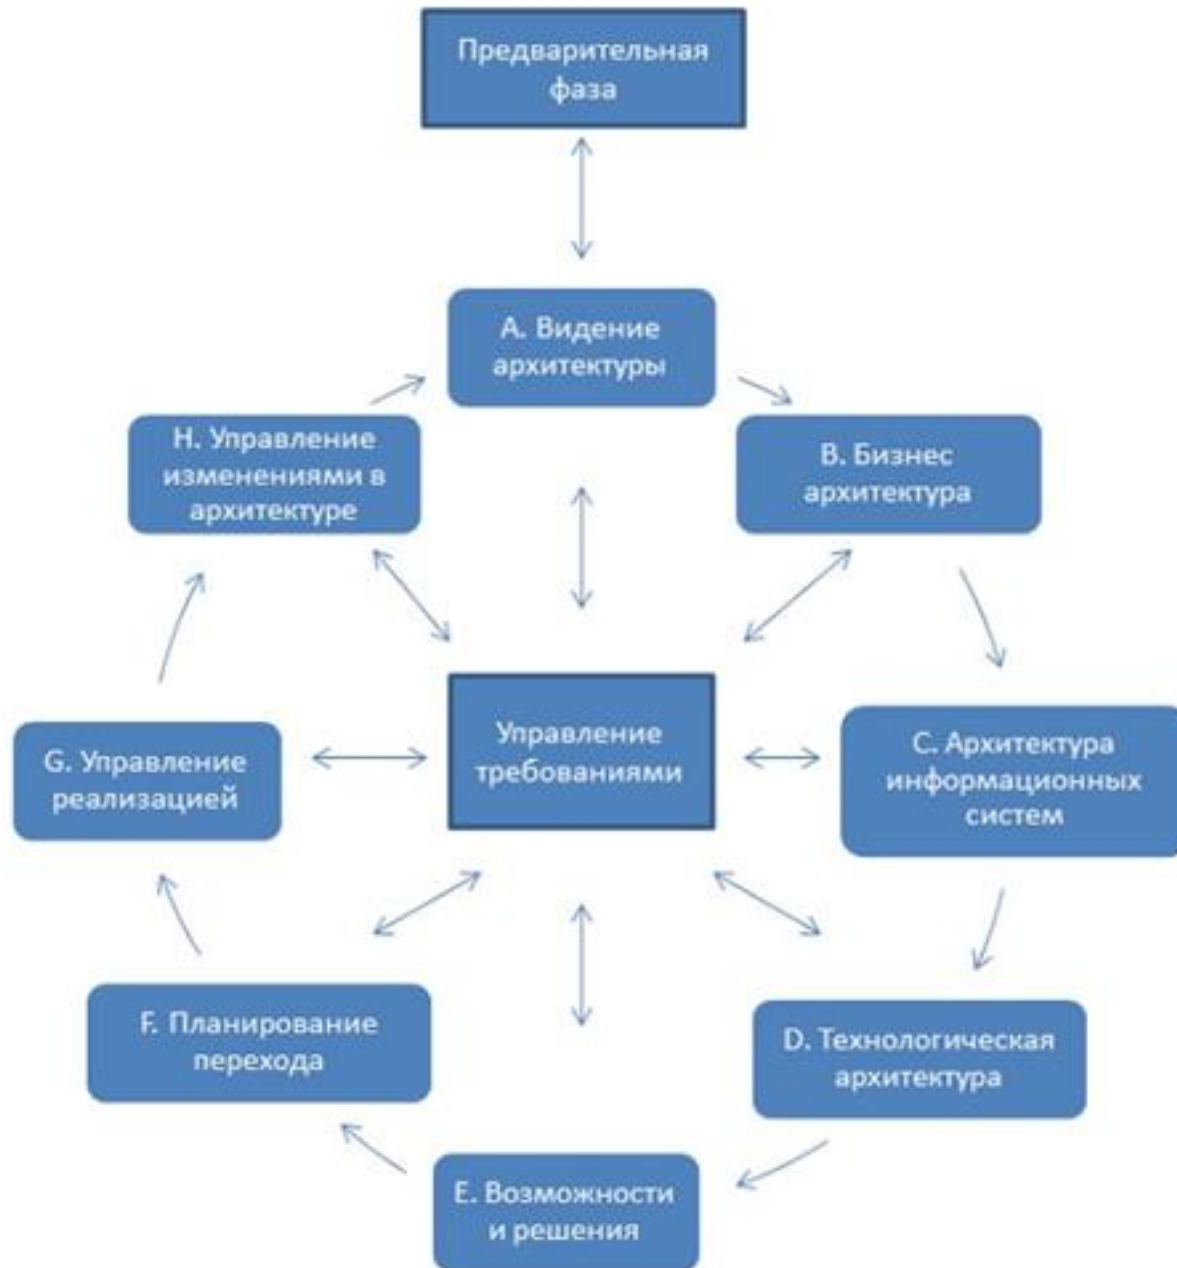 Предварительная
фаза
А. Видение
архитектуры
В. Бизнес
архитектура
С. Архитектура
информационных
систем
D. Технологическая
архитектура
Е. Возможности
и решения
F. Планирование
перехода
G. Управление
реализацией
Н. Управление
изменениями в
архитектуре
Управление
требованиями